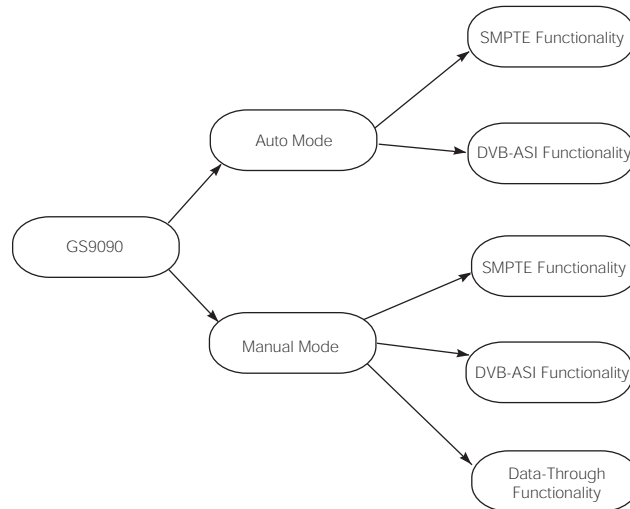 SMPTE Functionality
Auto Mode
DVB-ASI Functionality
GS9090
SMPTE Functionality
Manual Mode
DVB-ASI Functionality
Data-Through
Functionality